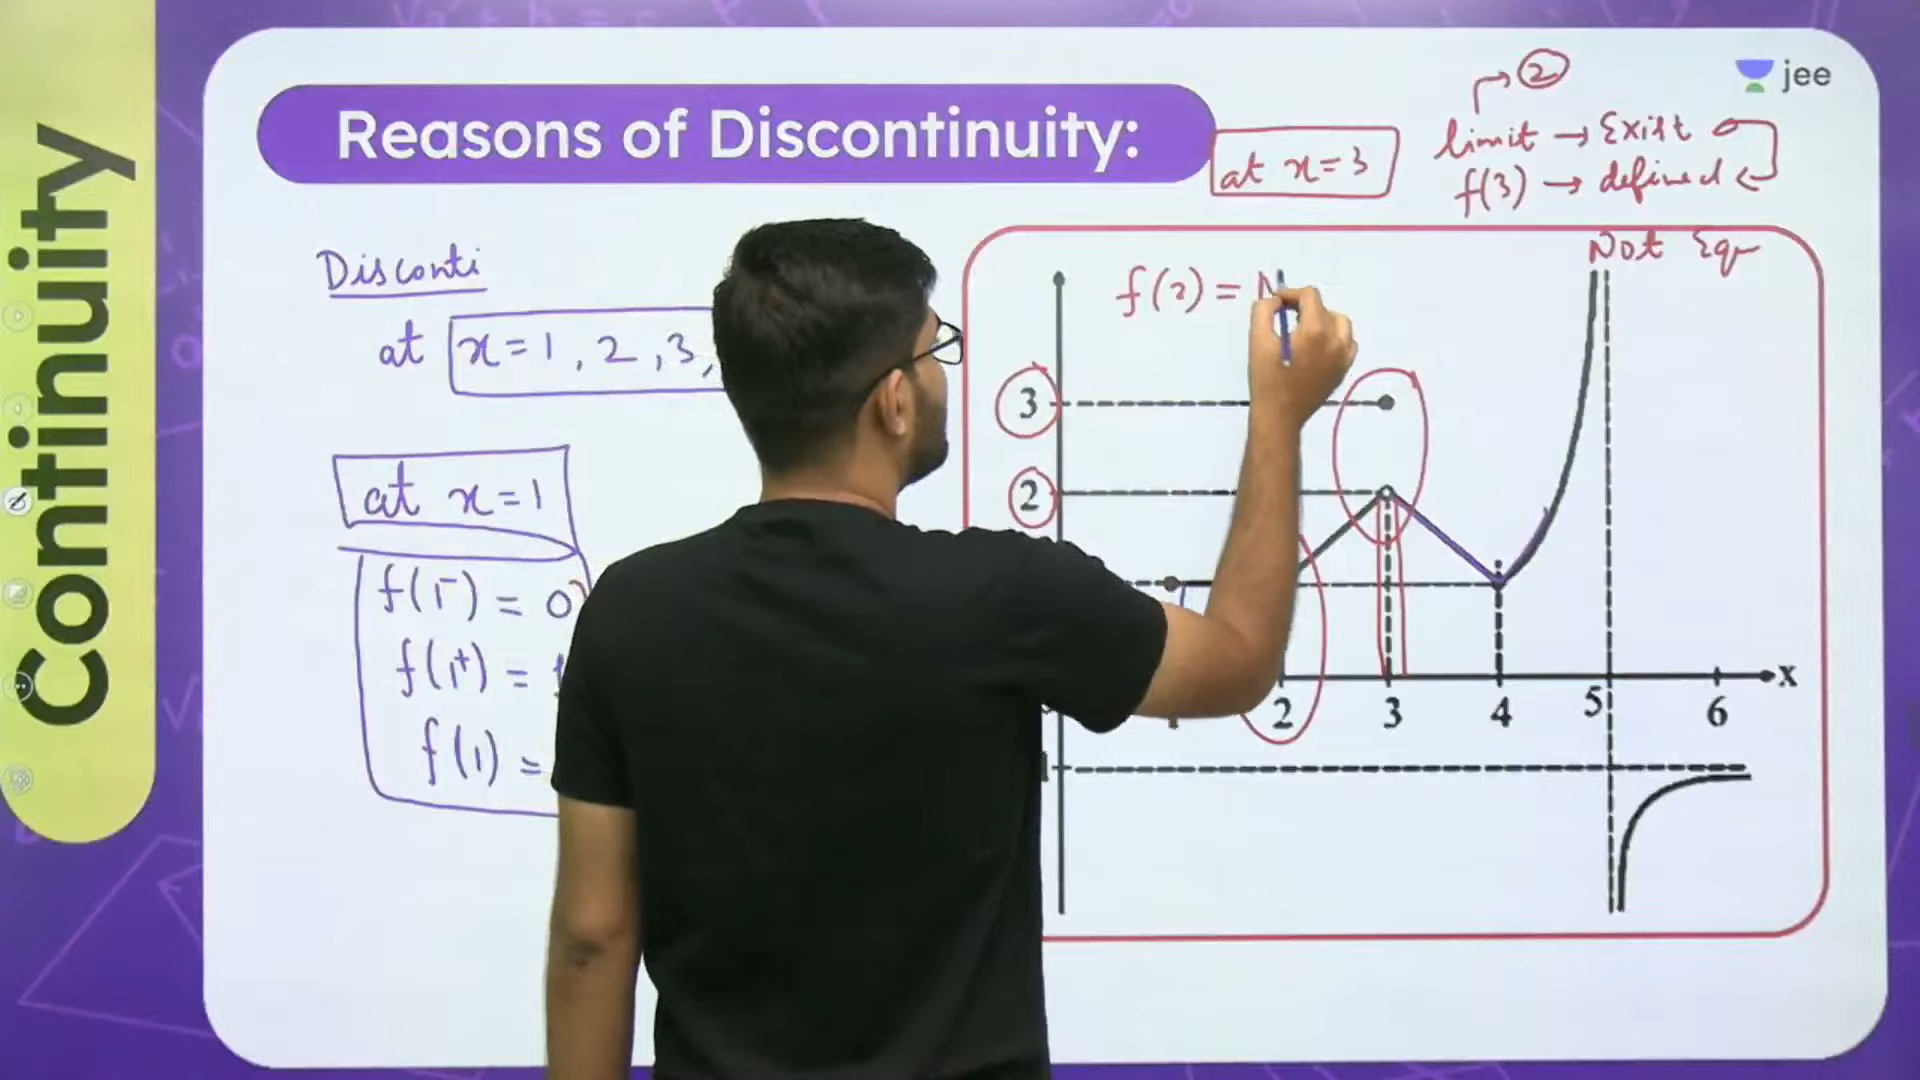 Continuity
Reasons of Discontinuity:
jee
at x=3
2
limit → Exist
f(3) → defined
Not Eq
Disconti
at x=1, 2, 3,
at x=1
f(1⁻) = 0
f(1⁺) =
f(1) =
f(2) = N
3
2
2 3 4 5 6 x